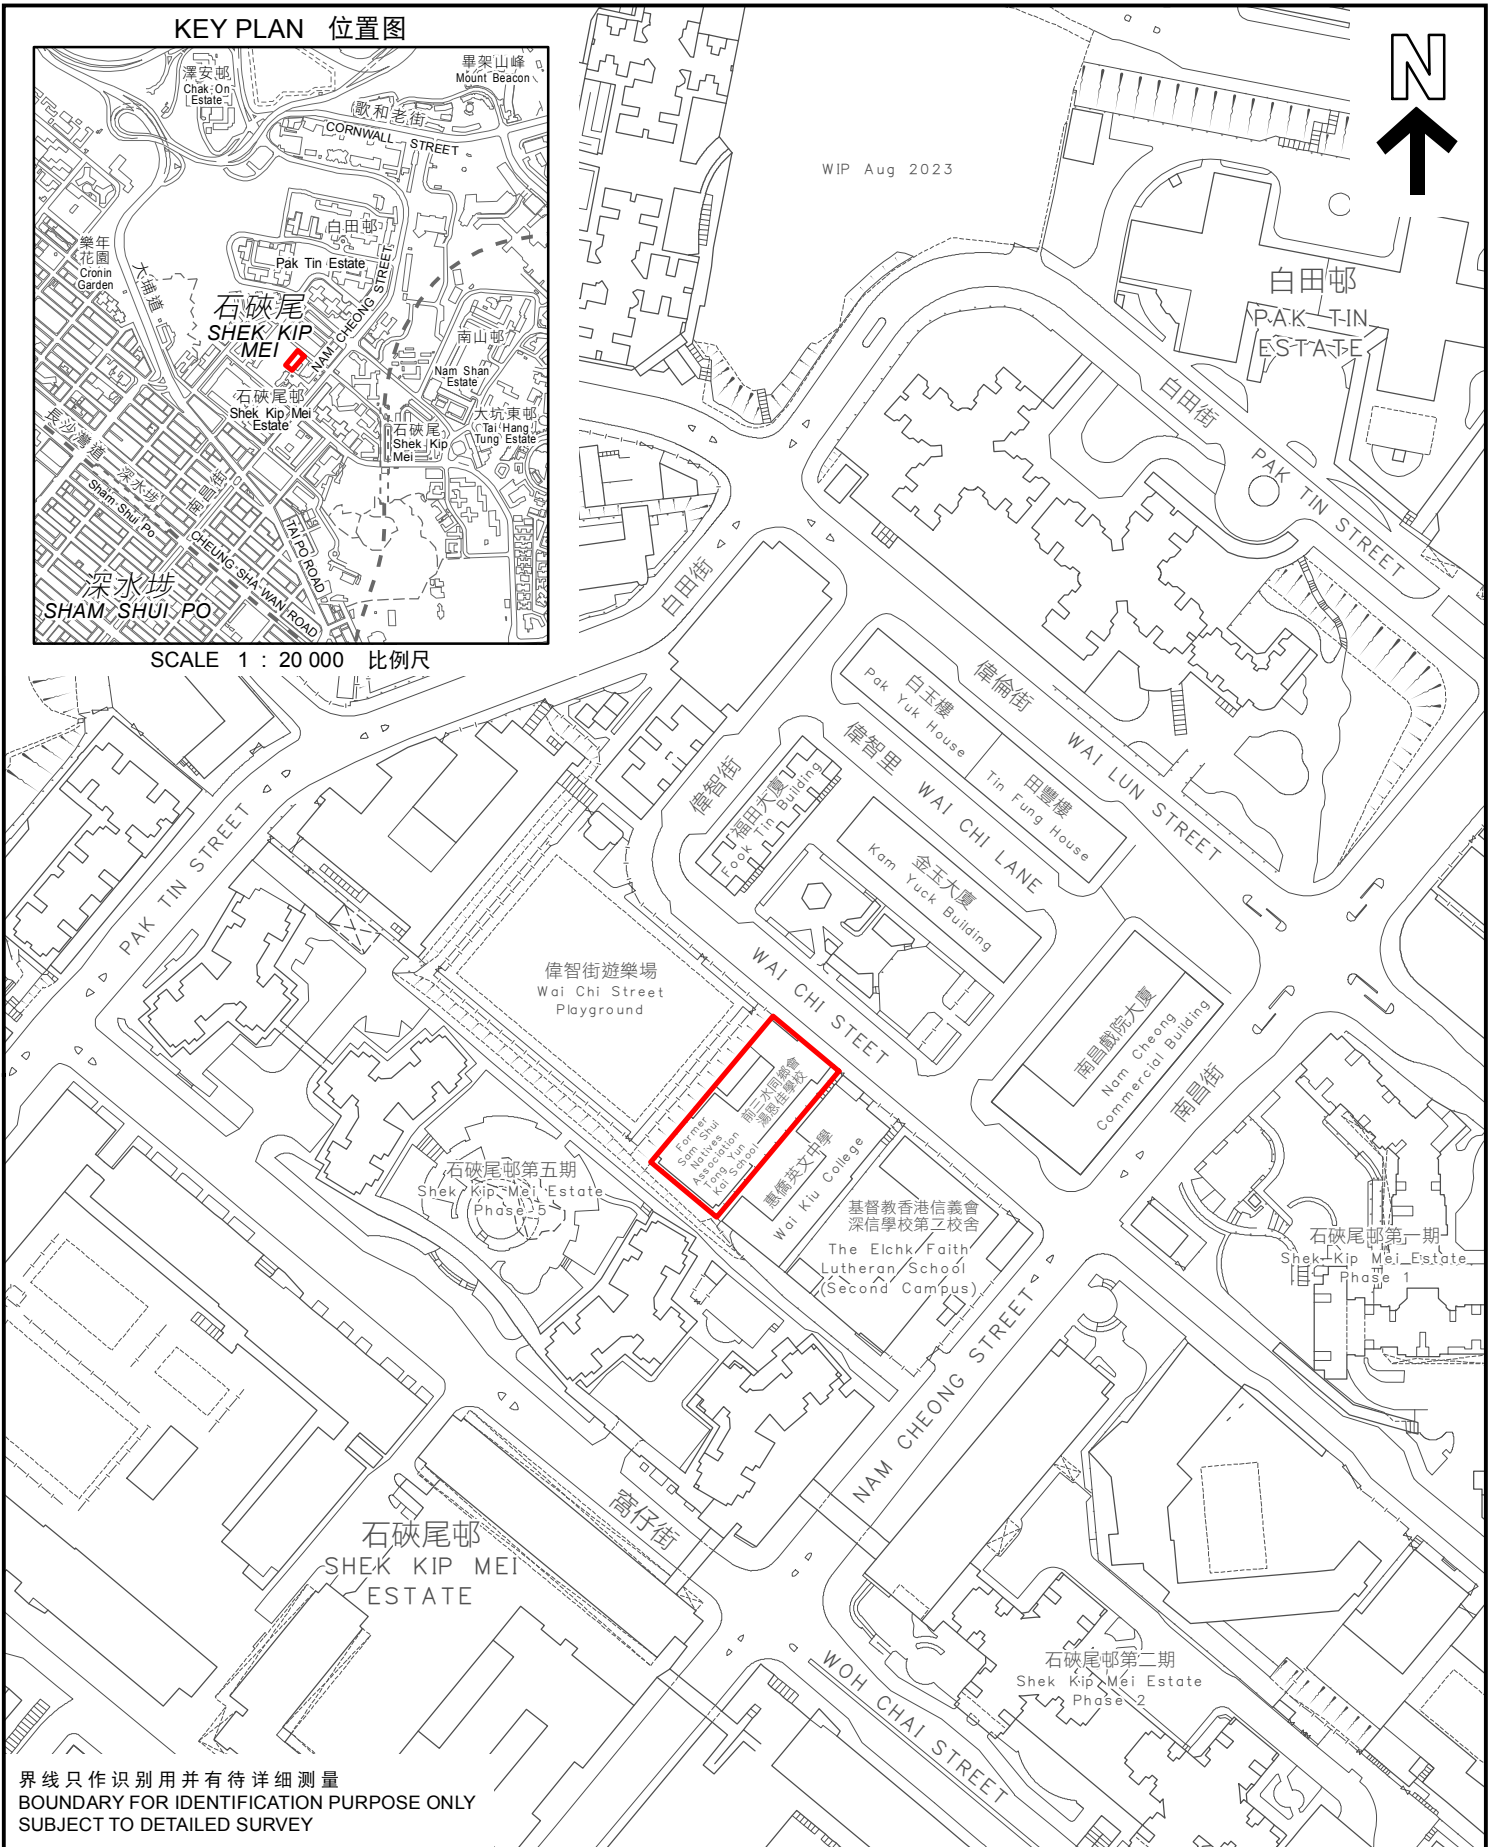 KEY PLAN 位置图
澤安邨
Chak On
Estate
畢架山峰
Mount Beacon
歌和老街
CORNWALL STREET
白田邨
Pak Tin Estate
樂年
花園
Cronin
Garden
大埔道
石硤尾
SHEK KIP
MEI
NAM CHEONG STREET
南山邨
Nam Shan
Estate
石硤尾邨
Shek Kip Mei
Estate
石硤尾
Shek Kip
Mei
大坑東邨
Tai Hang
Tung Estate
長沙灣道
深水埗
Sham Shui Po
南昌街
CHEUNG SHA WAN ROAD
TAI PO ROAD
深水埗
SHAM SHUI PO
SCALE 1 : 20 000 比例尺
N
WIP Aug 2023
白田邨
PAK TIN
ESTATE
白田街
PAK TIN STREET
白田街
偉倫街
WAI LUN STREET
白玉樓
Pak Yuk House
田豐樓
Tin Fung House
偉智里
WAI CHI LANE
偉智街
福田大廈
Fook Tin Building
金玉大廈
Kam Yuck Building
PAK TIN STREET
WAI CHI STEET
偉智街遊樂場
Wai Chi Street
Playground
南昌戲院大廈
Nam Cheong
Commercial Building
南昌街
前三水同鄉會
湯恩佳學校
Former
Sam Shui
Natives
Association
Tong Yun
Kai School
惠僑英文中學
Wai Kiu College
基督教香港信義會
深信學校第二校舍
The Elchk Faith
Lutheran School
(Second Campus)
石硤尾邨第五期
Shek Kip Mei Estate
Phase 5
石硤尾邨第一期
Shek Kip Mei Estate
Phase 1
NAM CHEONG STREET
窩仔街
石硤尾邨
SHEK KIP MEI
ESTATE
WOH CHAI STREET
石硤尾邨第二期
Shek Kip Mei Estate
Phase 2
界线只作识别用并有待详细测量
BOUNDARY FOR IDENTIFICATION PURPOSE ONLY
SUBJECT TO DETAILED SURVEY